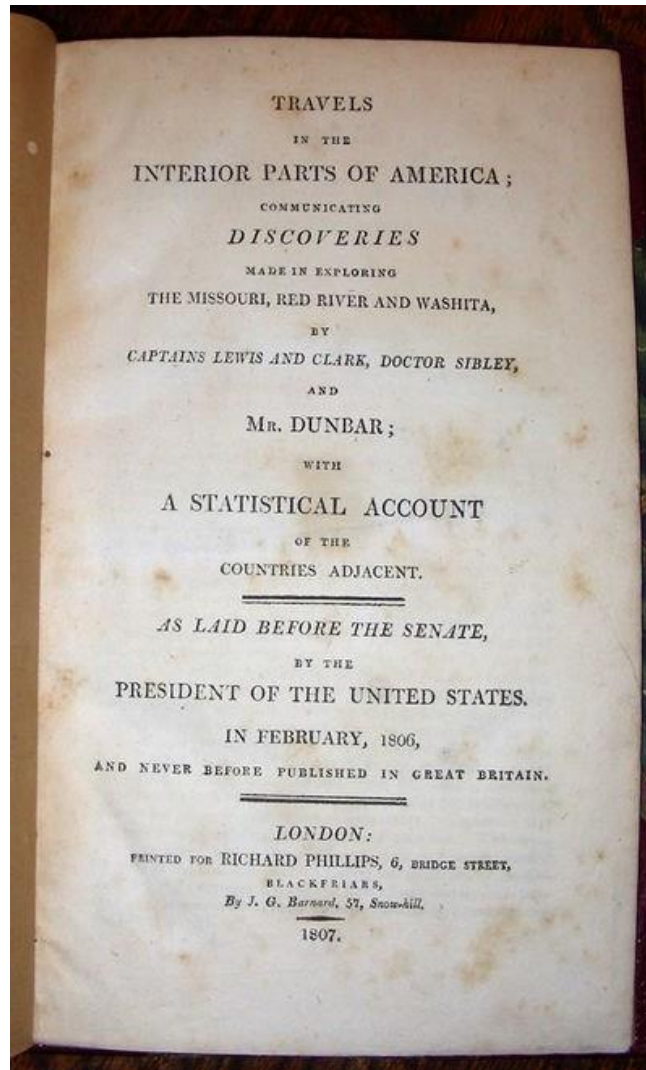 TRAVELS
IN THE
INTERIOR PARTS OF AMERICA;
COMMUNICATING
DISCOVERIES
MADE IN EXPLORING
THE MISSOURI, RED RIVER AND WASHITA,
BY
CAPTAINS LEWIS AND CLARK, DOCTOR SIBLEY,
AND
MR. DUNBAR;
WITH
A STATISTICAL ACCOUNT
OF THE
COUNTRIES ADJACENT.
AS LAID BEFORE THE SENATE,
BY THE
PRESIDENT OF THE UNITED STATES.
IN FEBRUARY, 1806,
AND NEVER BEFORE PUBLISHED IN GREAT BRITAIN.
LONDON:
PRINTED FOR RICHARD PHILLIPS, 6, BRIDGE STREET,
BLACKFRIARS,
By J. G. Barnard, 57, Snow-hill.
1807.